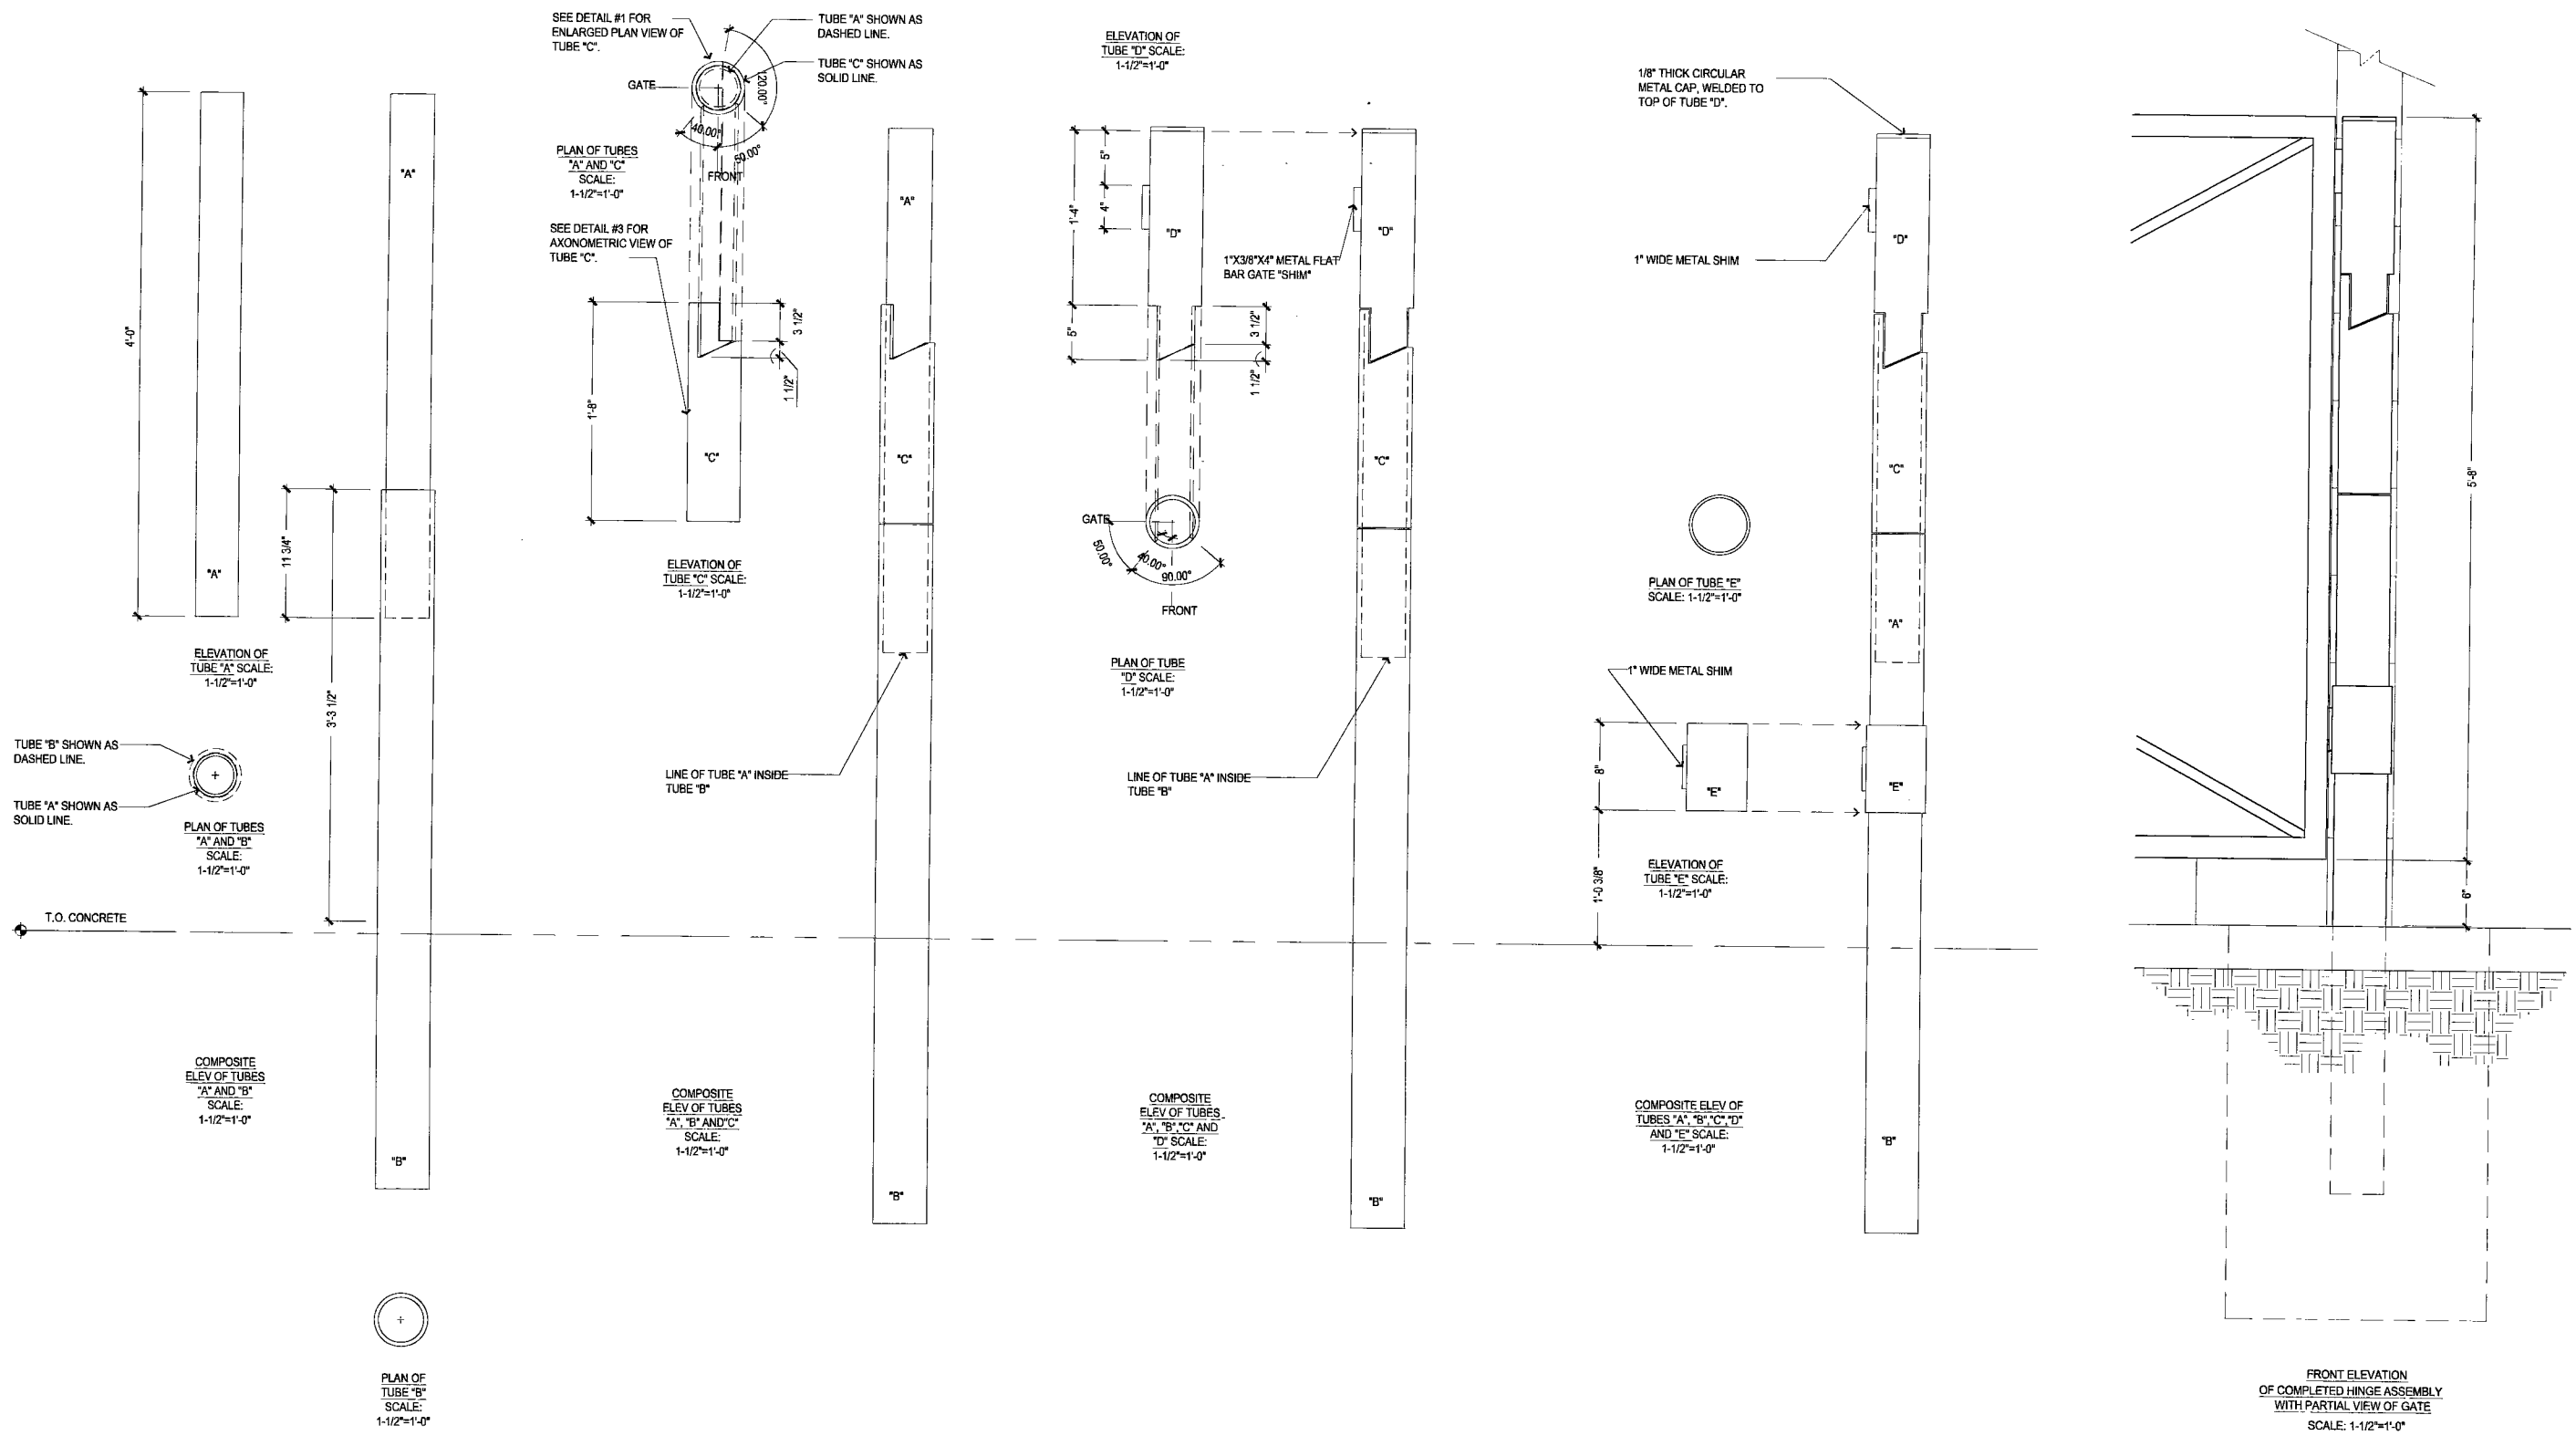 4'-0"
"A"
ELEVATION OF
TUBE "A" SCALE:
1-1/2"=1'-0"
TUBE "B" SHOWN AS
DASHED LINE.
TUBE "A" SHOWN AS
SOLID LINE.
PLAN OF TUBES
"A" AND "B"
SCALE:
1-1/2"=1'-0"
T.O. CONCRETE
"A"
11 3/4"
3'-3 1/2"
COMPOSITE
ELEV OF TUBES
"A" AND "B"
SCALE:
1-1/2"=1'-0"
"B"
PLAN OF
TUBE "B"
SCALE:
1-1/2"=1'-0"
SEE DETAIL #1 FOR
ENLARGED PLAN VIEW OF
TUBE "C".
TUBE "A" SHOWN AS
DASHED LINE.
TUBE "C" SHOWN AS
SOLID LINE.
GATE
120.00°
40.00°
50.00°
FRONT
PLAN OF TUBES
"A" AND "C"
SCALE:
1-1/2"=1'-0"
SEE DETAIL #3 FOR
AXONOMETRIC VIEW OF
TUBE "C".
3 1/2"
1 1/2"
1'-8"
"C"
ELEVATION OF
TUBE "C" SCALE:
1-1/2"=1'-0"
"A"
"C"
LINE OF TUBE "A" INSIDE
TUBE "B"
COMPOSITE
ELEV OF TUBES
"A", "B" AND"C"
SCALE:
1-1/2"=1'-0"
"B"
ELEVATION OF
TUBE "D" SCALE:
1-1/2"=1'-0"
5"
4"
1'-4"
"D"
5"
3 1/2"
1 1/2"
1"X3/8"X4" METAL FLAT
BAR GATE "SHIM"
"D"
"C"
GATE
50.00°
40.00°
90.00°
FRONT
PLAN OF TUBE
"D" SCALE:
1-1/2"=1'-0"
LINE OF TUBE "A" INSIDE
TUBE "B"
COMPOSITE
ELEV OF TUBES
"A", "B","C" AND
"D" SCALE:
1-1/2"=1'-0"
"B"
1/8" THICK CIRCULAR
METAL CAP, WELDED TO
TOP OF TUBE "D".
1" WIDE METAL SHIM
"D"
"C"
PLAN OF TUBE "E"
SCALE: 1-1/2"=1'-0"
"A"
1" WIDE METAL SHIM
8"
"E"
"E"
1'-0 3/8"
ELEVATION OF
TUBE "E" SCALE:
1-1/2"=1'-0"
COMPOSITE ELEV OF
TUBES "A", "B","C","D"
AND "E" SCALE:
1-1/2"=1'-0"
"B"
5'-8"
6"
FRONT ELEVATION
OF COMPLETED HINGE ASSEMBLY
WITH PARTIAL VIEW OF GATE
SCALE: 1-1/2"=1'-0"